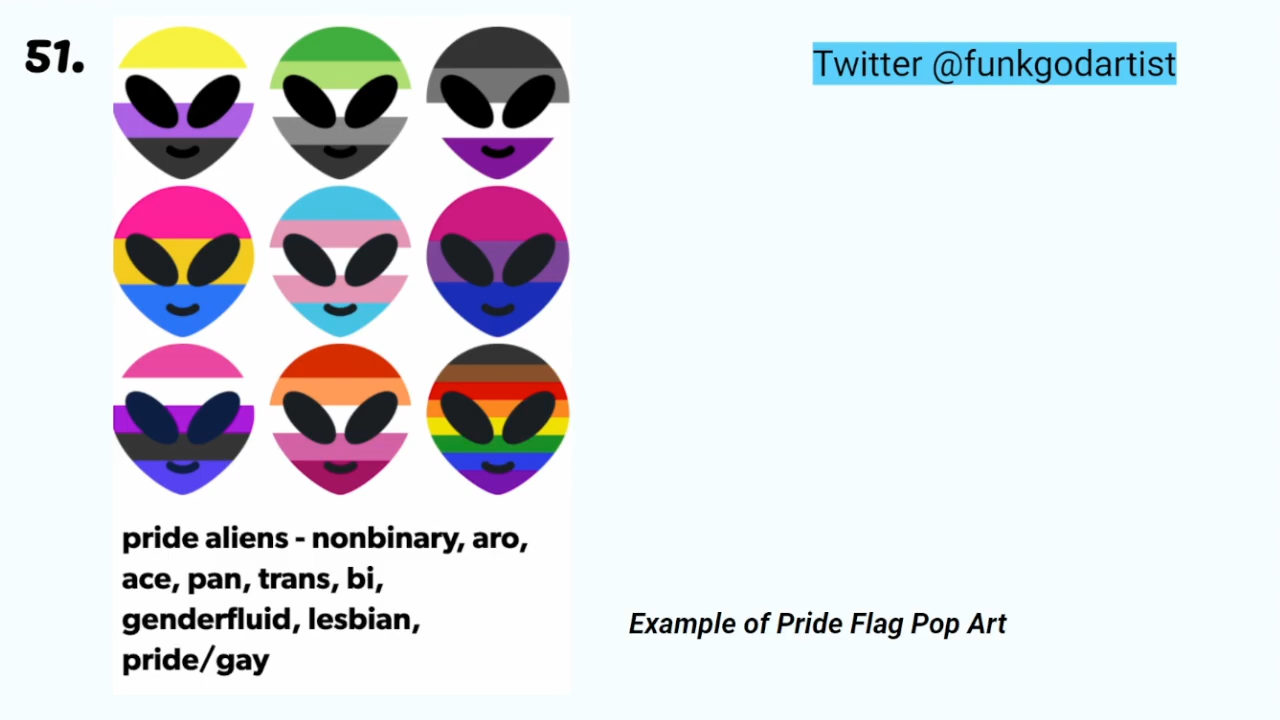 51.
Twitter @funkgodartist
pride aliens - nonbinary, aro,
ace, pan, trans, bi,
genderfluid, lesbian,
pride/gay
Example of Pride Flag Pop Art